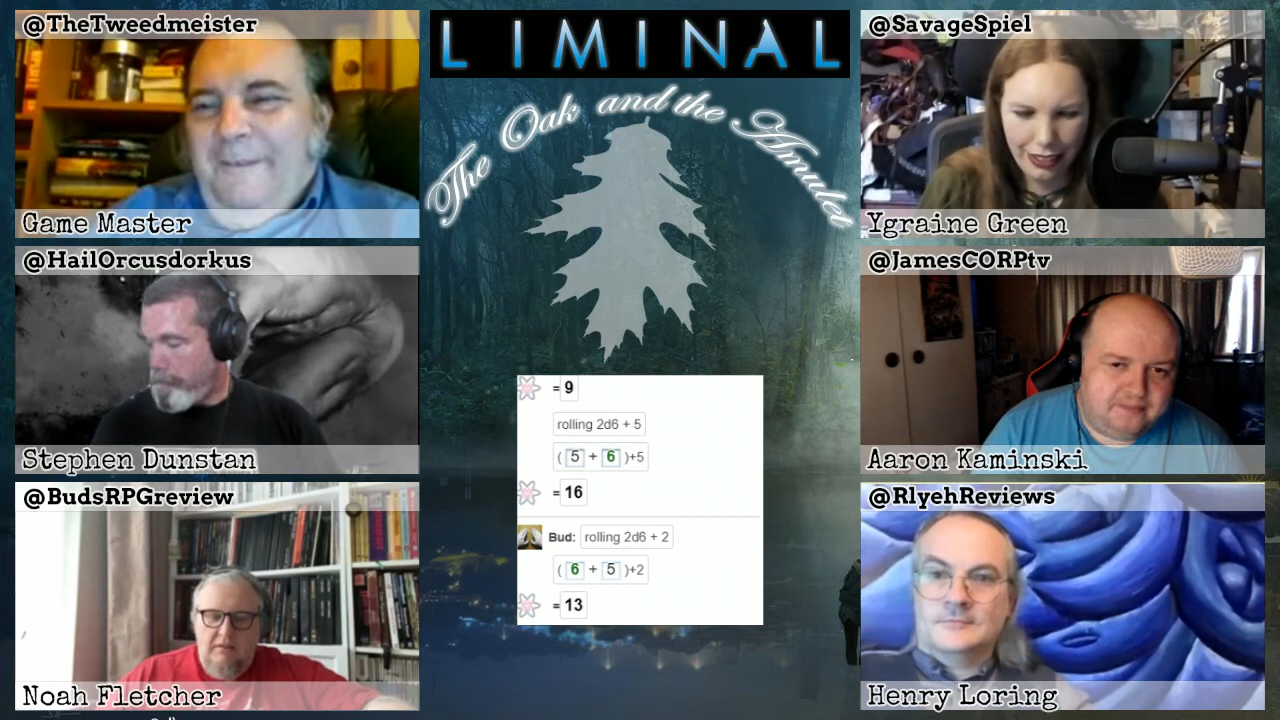 @TheTweedmeister
Game Master
@HailOrcusdorkus
Stephen Dunstan
@BudsRPGreview
Noah Fletcher
LIMINAL
The Oak and the Amulet
= 9
rolling 2d6 + 5
( 5 + 6 )+5
= 16
Bud: rolling 2d6 + 2
( 6 + 5 )+2
= 13
@SavageSpiel
Ygraine Green
@JamesCORPtv
Aaron Kaminski
@RlyehReviews
Henry Loring